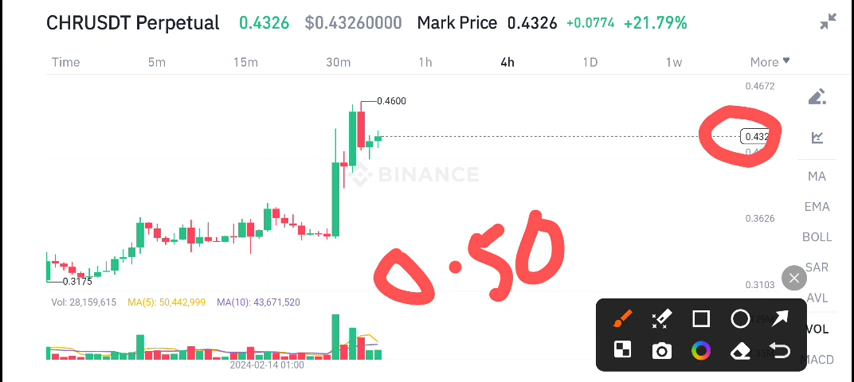 CHRUSDT Perpetual 0.4326 $0.43260000 Mark Price 0.4326 +0.0774 +21.79%
Time 5m 15m 30m 1h 4h 1D 1w More
0.4672
0.4600
0.432
BINANCE
MA
EMA
0.3626
BOLL
0.50
SAR
0.3175
0.3103
AVL
Vol: 28,159,615 MA(5): 50,442,999 MA(10): 43,671,520
VOL
MACD
2024-02-14 01:00